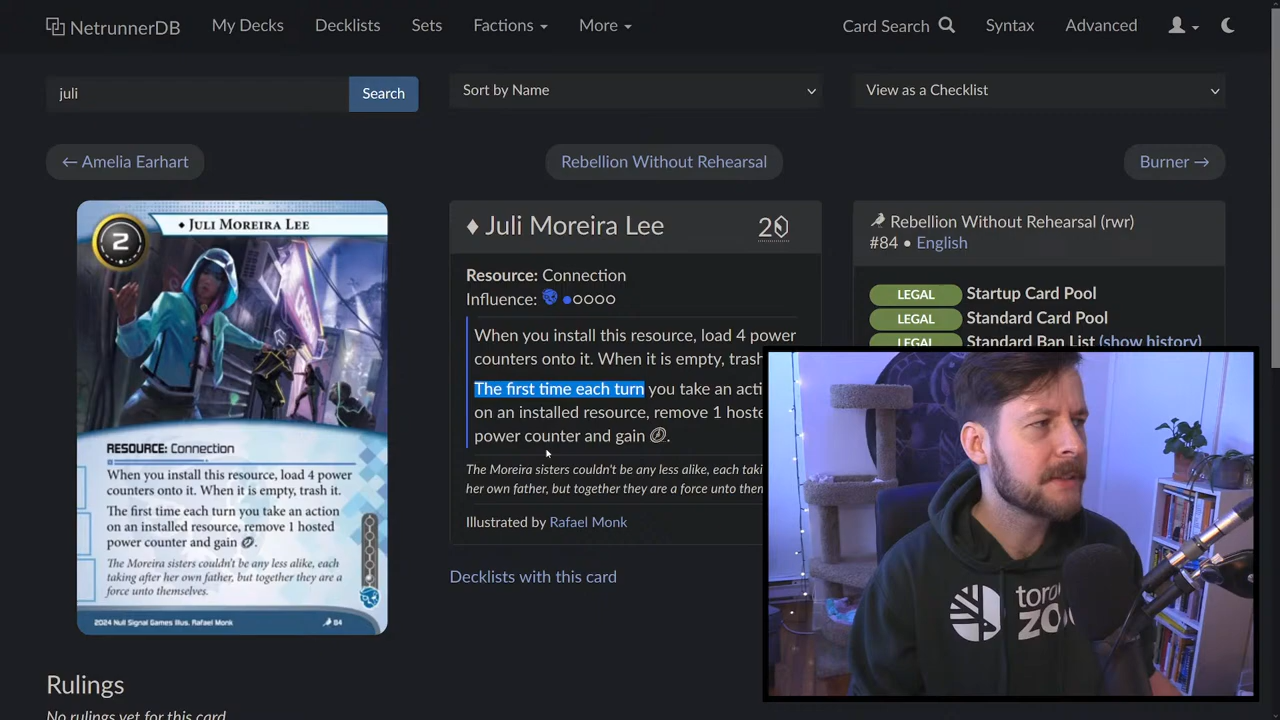 NetrunnerDB My Decks Decklists Sets Factions More Card Search Syntax Advanced
juli Search Sort by Name View as a Checklist
← Amelia Earhart Rebellion Without Rehearsal Burner →
2 ♦ JULI MOREIRA LEE
RESOURCE: Connection
When you install this resource, load 4 power
counters onto it. When it is empty, trash it.
The first time each turn you take an action
on an installed resource, remove 1 hosted
power counter and gain
The Moreira sisters couldn't be any less alike, each
taking after her own father, but together they are a
force unto themselves.
2024 Null Signal Games Illus. Rafael Monk 84
♦ Juli Moreira Lee 2
Resource: Connection
Influence:
When you install this resource, load 4 power
counters onto it. When it is empty, trash
The first time each turn you take an acti
on an installed resource, remove 1 hoste
power counter and gain
The Moreira sisters couldn't be any less alike, each taki
her own father, but together they are a force unto them
Illustrated by Rafael Monk
Decklists with this card
Rebellion Without Rehearsal (rwr)
#84 • English
LEGAL Startup Card Pool
LEGAL Standard Card Pool
LEGAL Standard Ban List (show history)
toro
ZO
Rulings
No rulings yet for this card